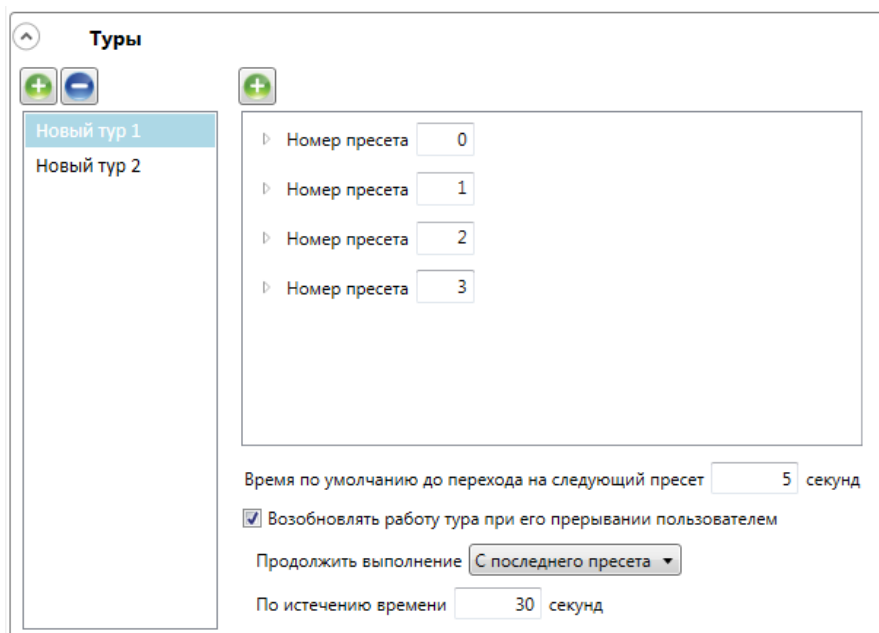 Туры
Новый тур 1
Новый тур 2
Номер пресета 0
Номер пресета 1
Номер пресета 2
Номер пресета 3
Время по умолчанию до перехода на следующий пресет 5 секунд
Возобновлять работу тура при его прерывании пользователем
Продолжить выполнение С последнего пресета
По истечению времени 30 секунд